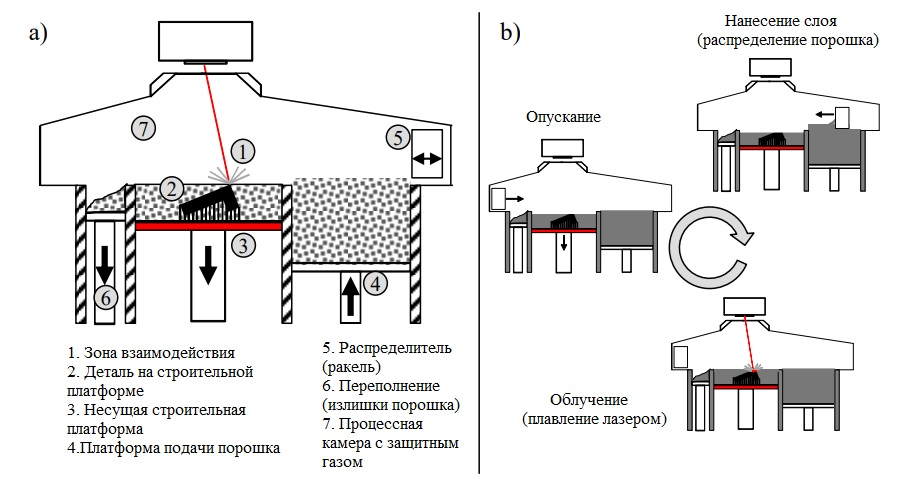 a)
7
1
5
2
3
4
6
1. Зона взаимодействия
2. Деталь на строительной
платформе
3. Несущая строительная
платформа
4.Платформа подачи порошка
5. Распределитель
(ракель)
6. Переполнение
(излишки порошка)
7. Процессная
камера с защитным
газом
b)
Нанесение слоя
(распределение порошка)
Опускание
Облучение
(плавление лазером)